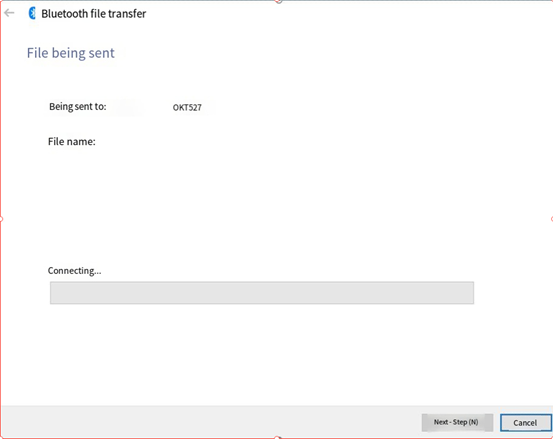 Bluetooth file transfer
File being sent
Being sent to: OKT527
File name:
Connecting...
Next - Step (N) Cancel